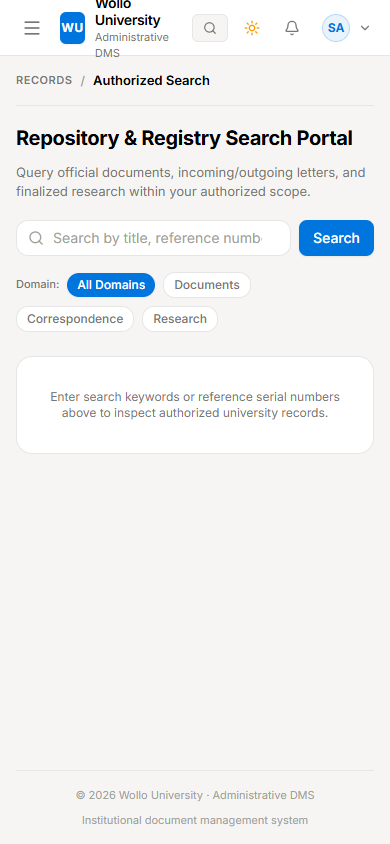 WU
Wollo
University
Administrative
DMS
SA
RECORDS / Authorized Search
Repository & Registry Search Portal
Query official documents, incoming/outgoing letters, and
finalized research within your authorized scope.
Search by title, reference numb
Search
Domain: All Domains Documents
Correspondence Research
Enter search keywords or reference serial numbers
above to inspect authorized university records.
© 2026 Wollo University · Administrative DMS
Institutional document management system